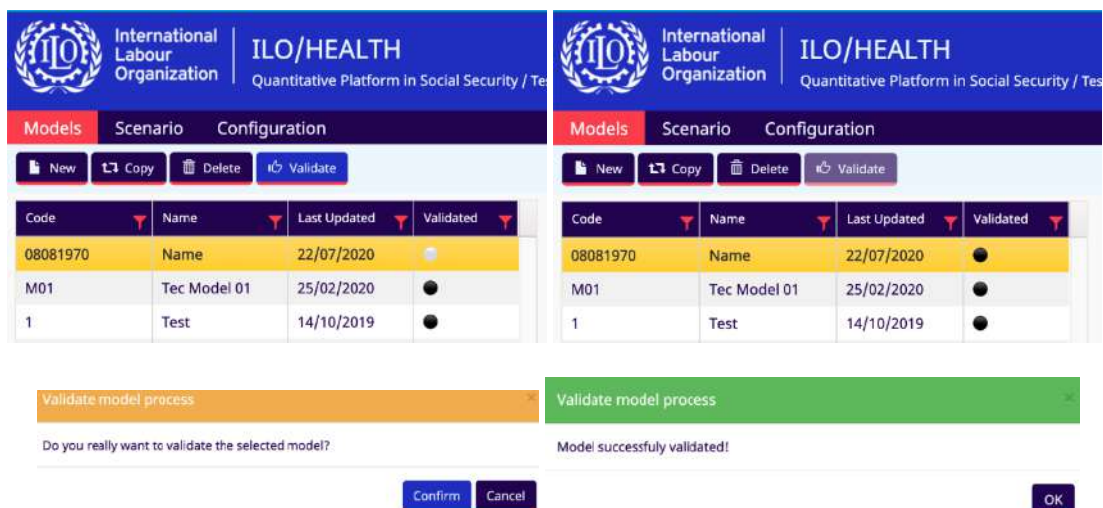 International
Labour
Organization
ILO/HEALTH
Quantitative Platform in Social Security / Te
Models Scenario Configuration
New Copy Delete Validate
Code Name Last Updated Validated
08081970 Name 22/07/2020
M01 Tec Model 01 25/02/2020
1 Test 14/10/2019
International
Labour
Organization
ILO/HEALTH
Quantitative Platform in Social Security / Tes
Models Scenario Configuration
New Copy Delete Validate
Code Name Last Updated Validated
08081970 Name 22/07/2020
M01 Tec Model 01 25/02/2020
1 Test 14/10/2019
Validate model process ×
Do you really want to validate the selected model?
Confirm Cancel
Validate model process ×
Model successfuly validated!
OK